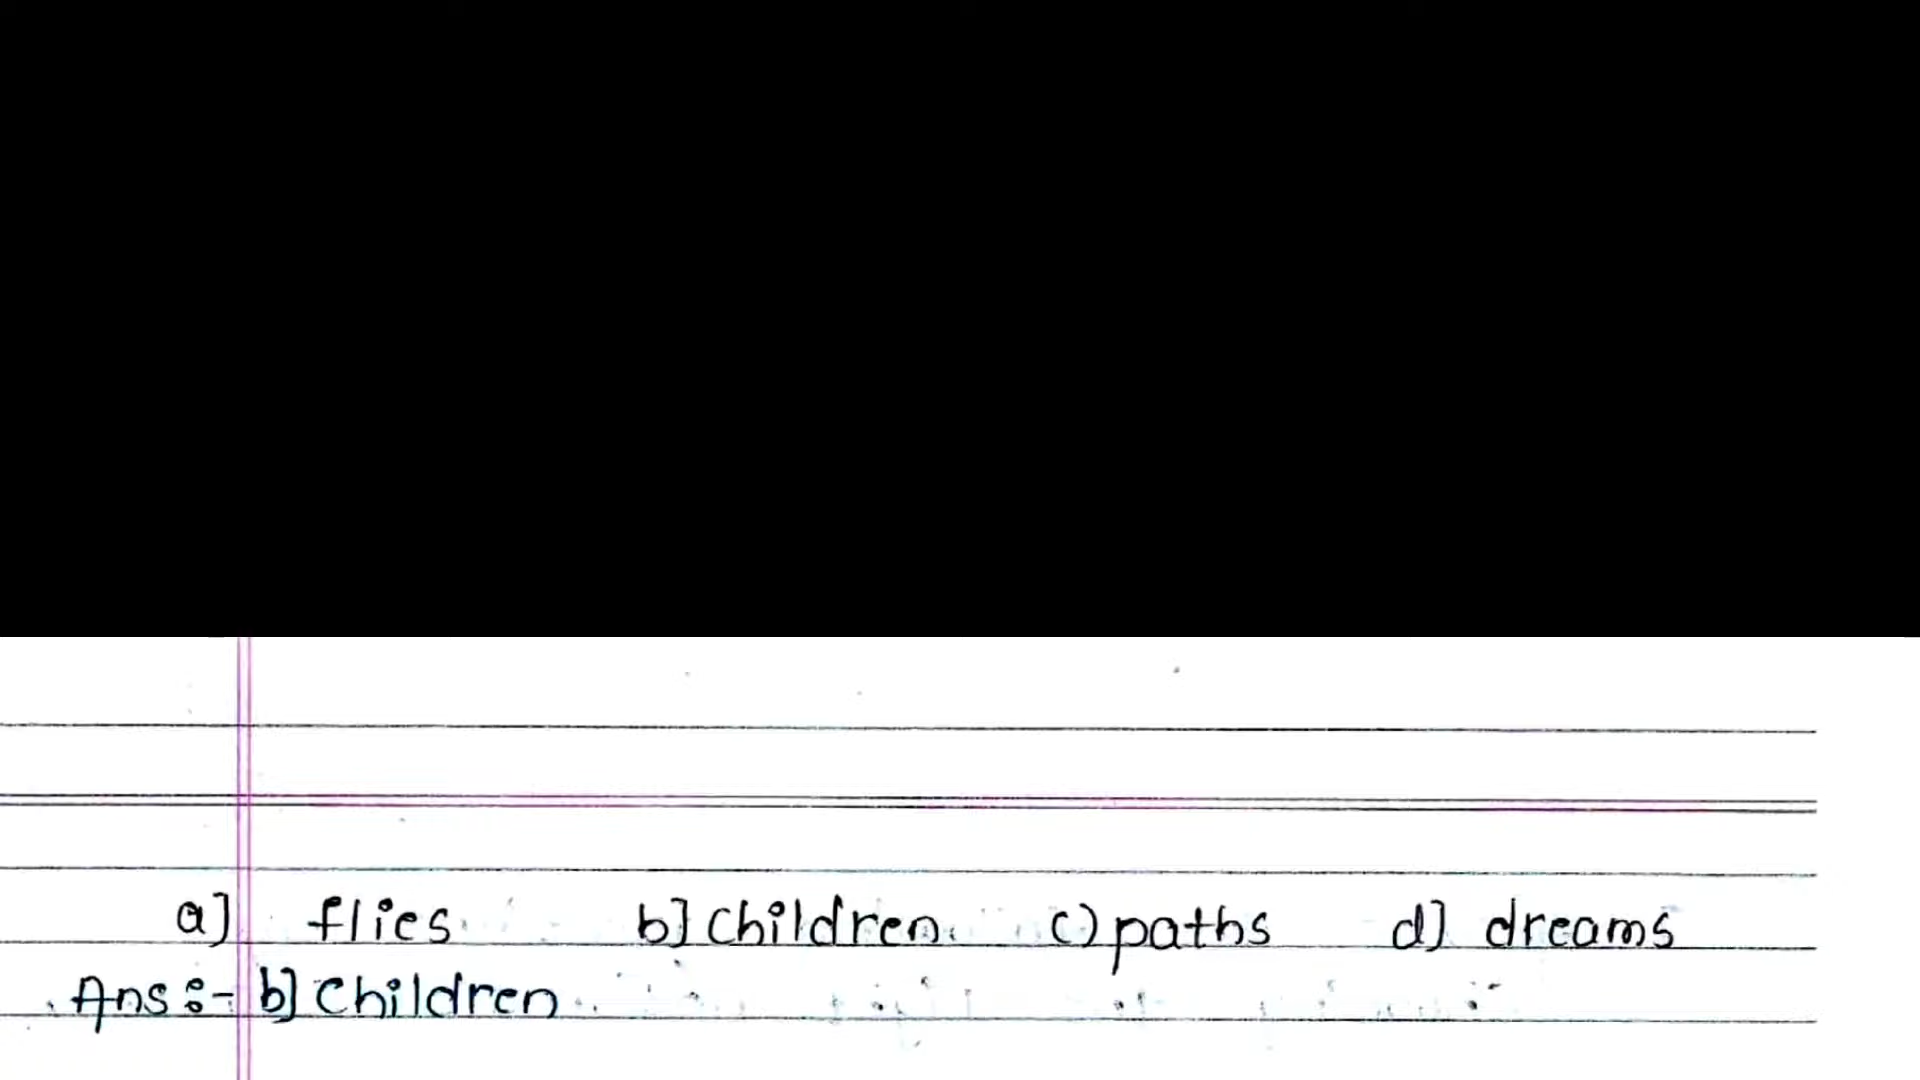 a] flies b] children. c) paths d] dreams
Ans :- b] children